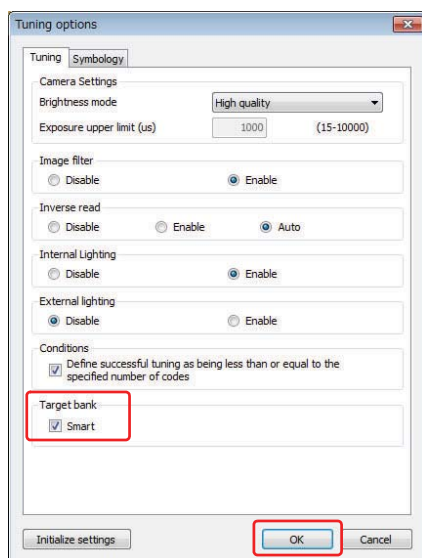 Tuning options
Tuning Symbology
Camera Settings
Brightness mode High quality
Exposure upper limit (us) 1000 (15-10000)
Image filter
Disable Enable
Inverse read
Disable Enable Auto
Internal Lighting
Disable Enable
External lighting
Disable Enable
Conditions
Define successful tuning as being less than or equal to the
specified number of codes
Target bank
Smart
Initialize settings OK Cancel